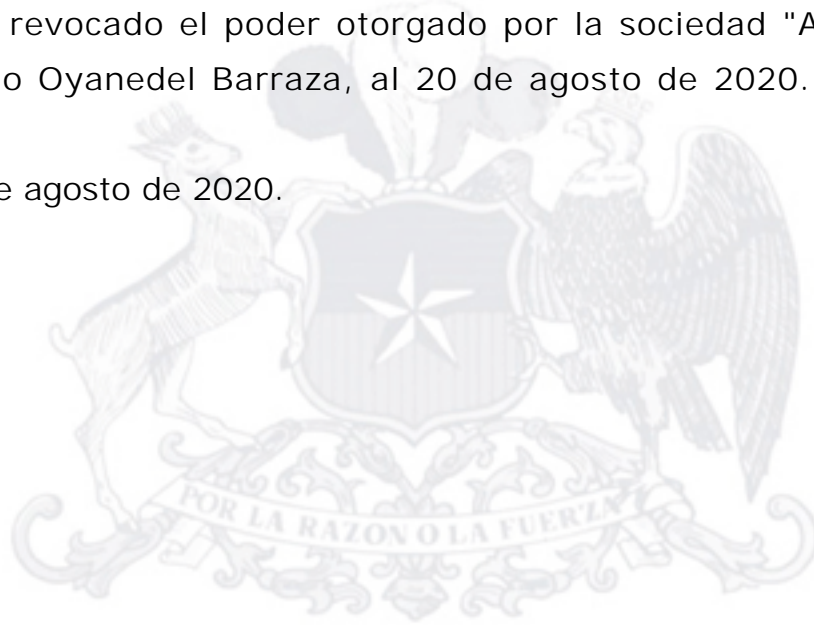 revocado el poder otorgado por la sociedad "A
o Oyanedel Barraza, al 20 de agosto de 2020.
e agosto de 2020.
POR LA RAZON O LA FUERZA